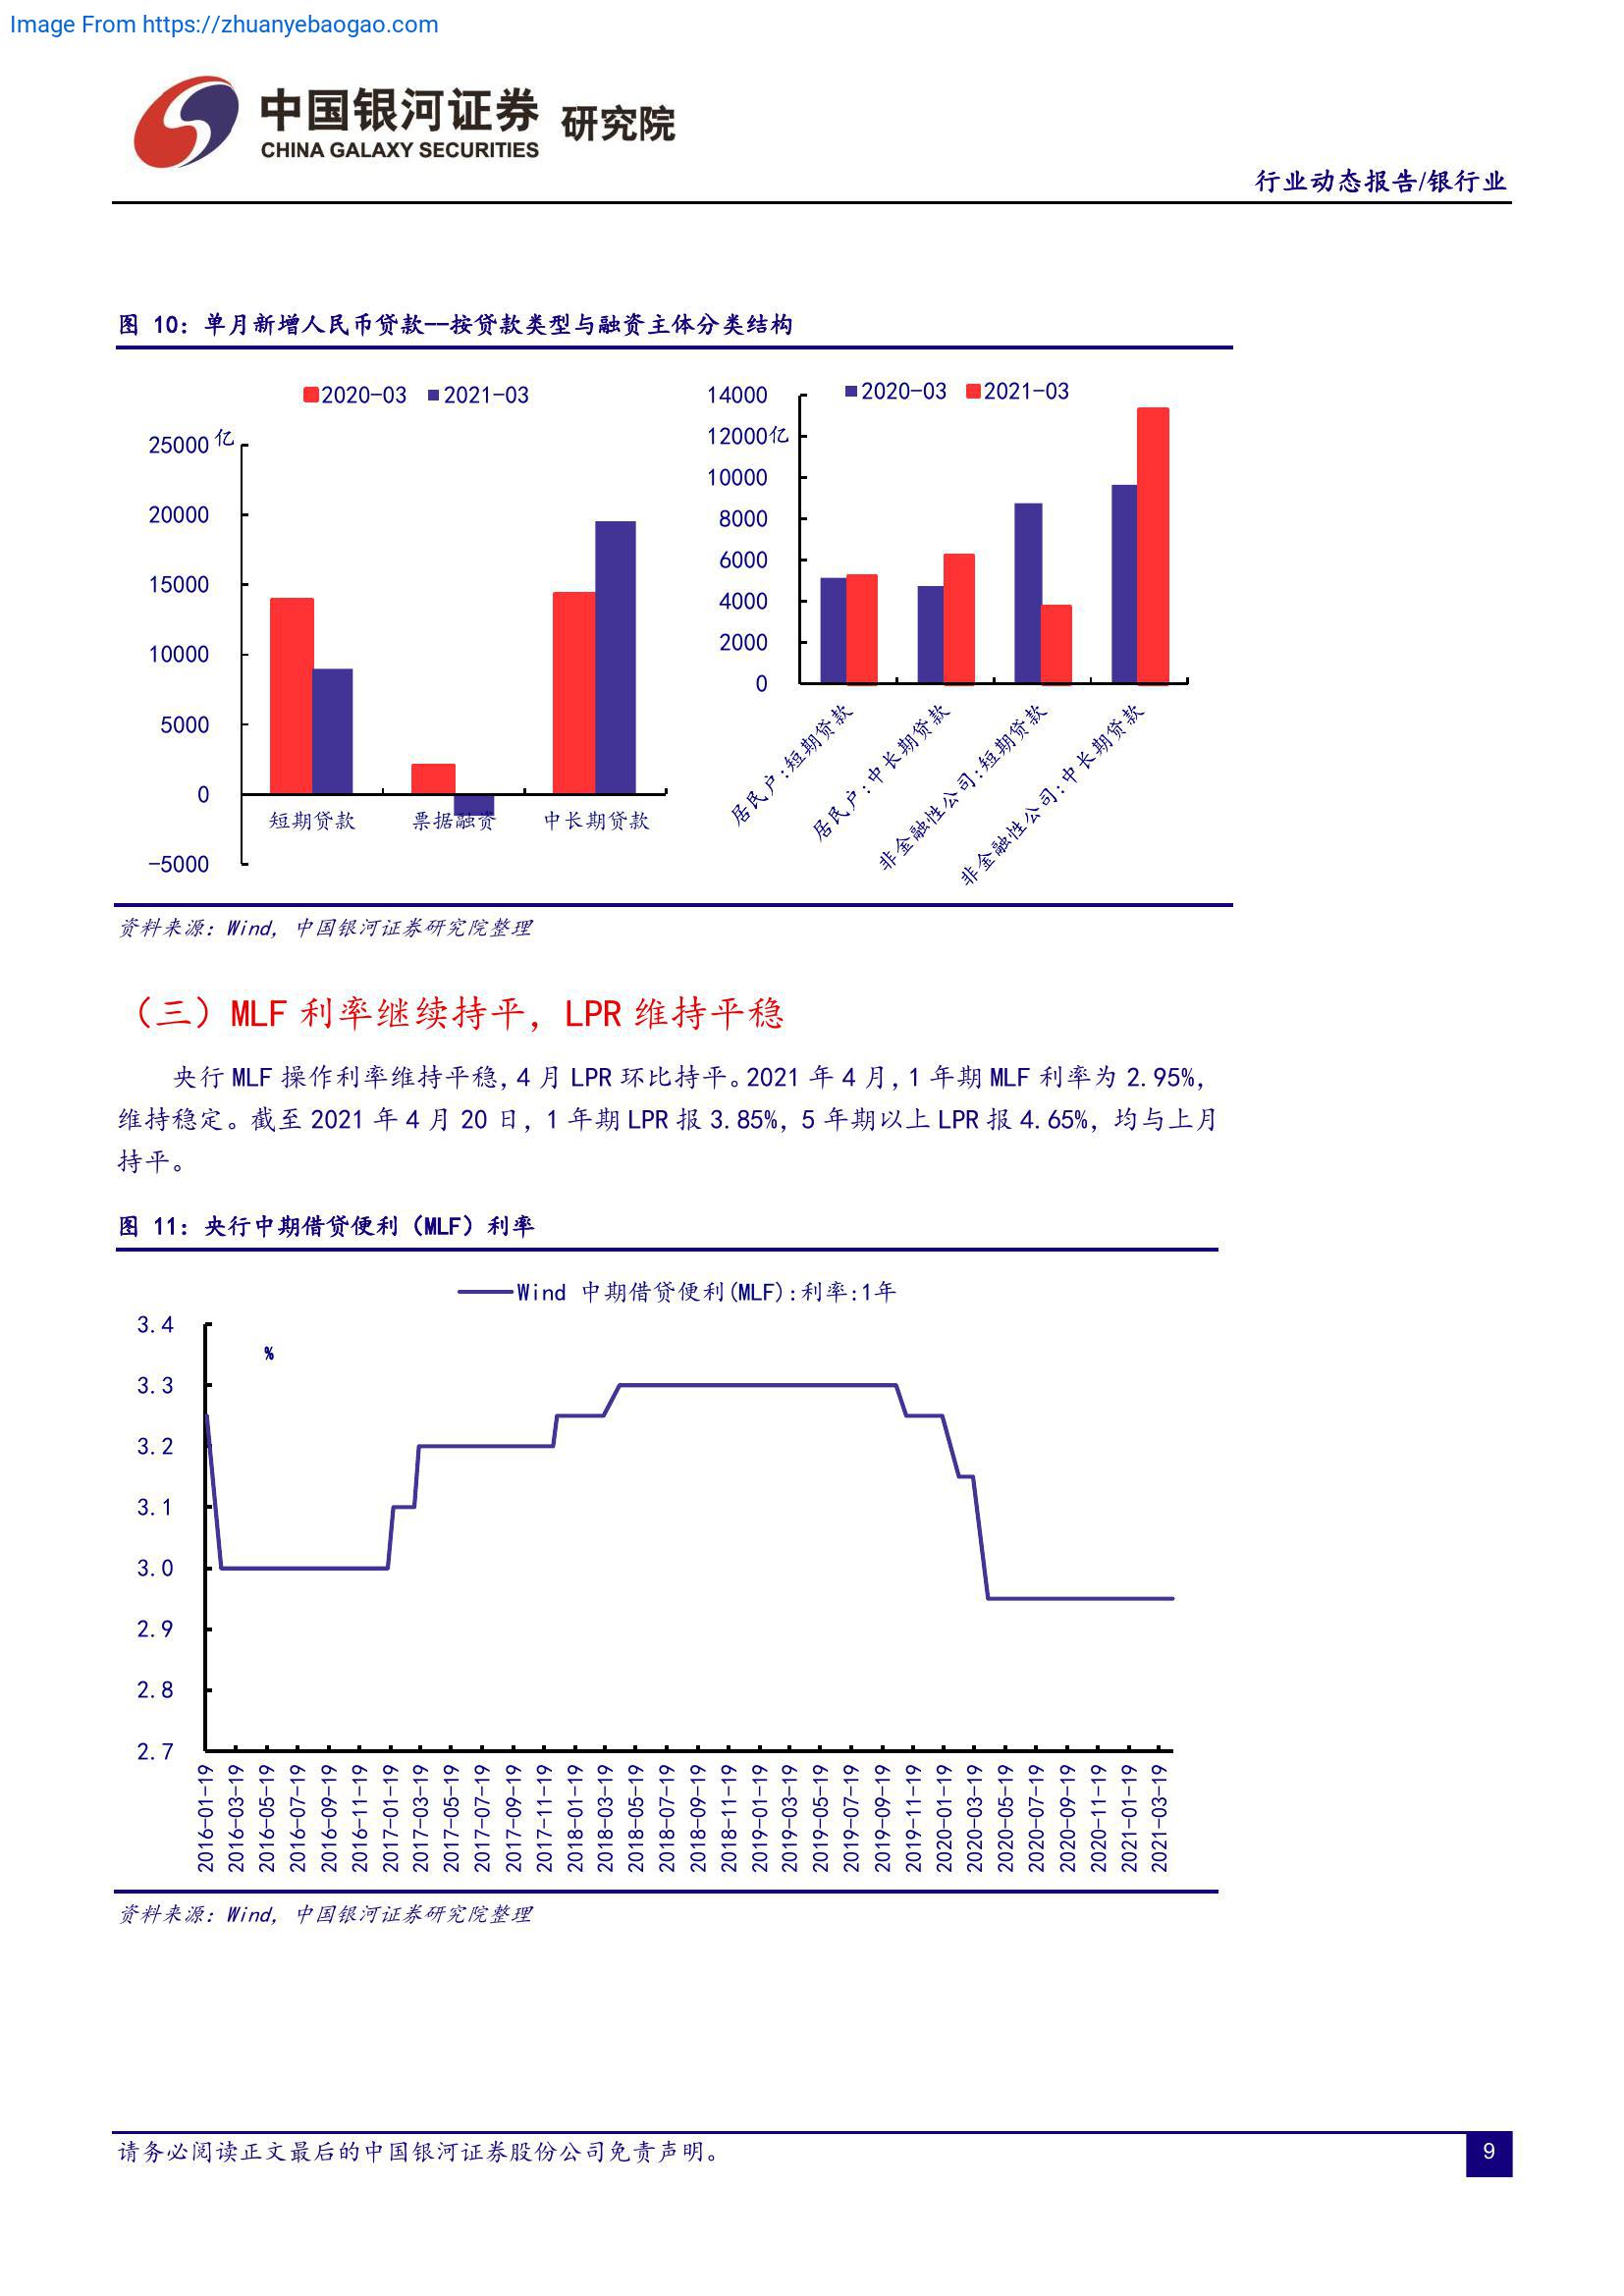 Image From https://zhuanyebaogao.com
中国银河证券 研究院
CHINA GALAXY SECURITIES
行业动态报告/银行业
图 10: 单月新增人民币贷款--按贷款类型与融资主体分类结构
2020-03 2021-03
25000 亿
20000
15000
10000
5000
0
-5000
短期贷款 票据融资 中长期贷款
2020-03 2021-03
14000
12000亿
10000
8000
6000
4000
2000
0
居民户:短期贷款
居民户:中长期贷款
非金融性公司:短期贷款
非金融性公司:中长期贷款
资料来源: Wind, 中国银河证券研究院整理
（三）MLF 利率继续持平, LPR 维持平稳
央行 MLF 操作利率维持平稳, 4 月 LPR 环比持平。2021 年 4 月, 1 年期 MLF 利率为 2.95%,
维持稳定。截至 2021 年 4 月 20 日, 1 年期 LPR 报 3.85%, 5 年期以上 LPR 报 4.65%, 均与上月
持平。
图 11: 央行中期借贷便利（MLF）利率
Wind 中期借贷便利(MLF):利率:1年
%
3.4
3.3
3.2
3.1
3.0
2.9
2.8
2.7
2016-01-19
2016-03-19
2016-05-19
2016-07-19
2016-09-19
2016-11-19
2017-01-19
2017-03-19
2017-05-19
2017-07-19
2017-09-19
2017-11-19
2018-01-19
2018-03-19
2018-05-19
2018-07-19
2018-09-19
2018-11-19
2019-01-19
2019-03-19
2019-05-19
2019-07-19
2019-09-19
2019-11-19
2020-01-19
2020-03-19
2020-05-19
2020-07-19
2020-09-19
2020-11-19
2021-01-19
2021-03-19
资料来源: Wind, 中国银河证券研究院整理
请务必阅读正文最后的中国银河证券股份公司免责声明。
9